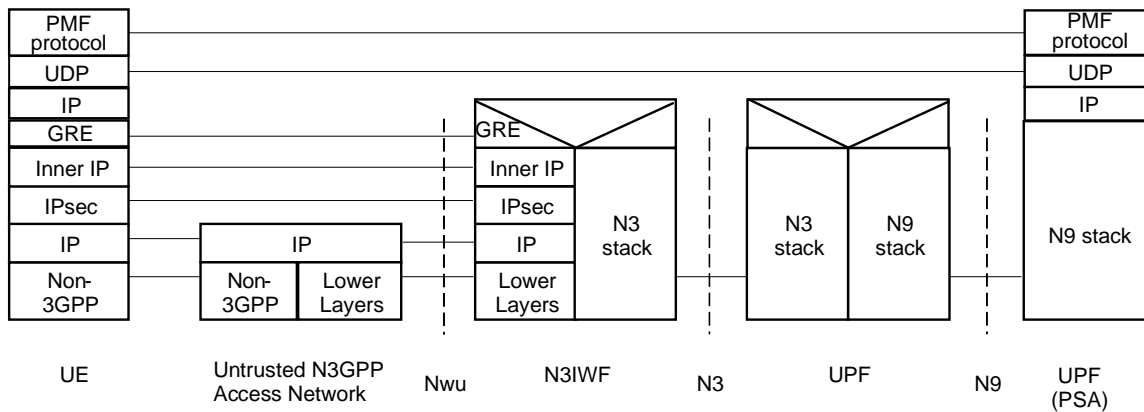 PMF
protocol
UDP
IP
GRE
Inner IP
IPsec
IP
Non-
3GPP
UE
IP
Non-
3GPP
Lower
Layers
Untrusted N3GPP
Access Network
Nwu
GRE
Inner IP
IPsec
IP
Lower
Layers
N3
stack
N3IWF
N3
N3
stack
N9
stack
UPF
N9
PMF
protocol
UDP
IP
N9 stack
UPF
(PSA)